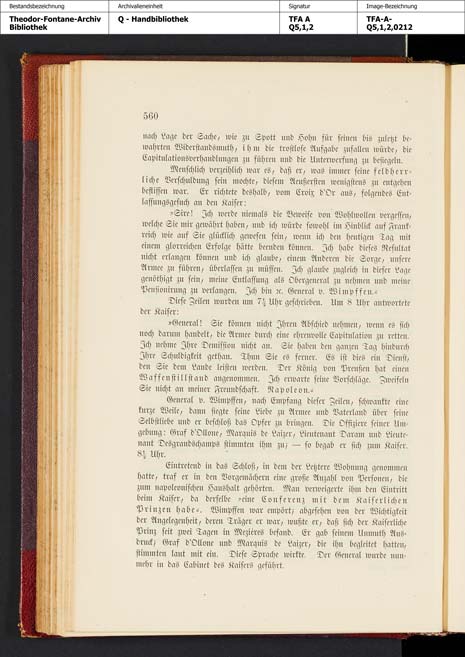 Bestandsbezeichnung
Archivalieneinheit
Signatur
Image-Bezeichnung
Theodor-Fontane-Archiv
Bibliothek
Q - Handbibliothek
TFA A
Q5,1,2
TFA-A-
Q5,1,2,0212
560
nach Lage der Sache, wie zu Spott und Hohn für seinen bis zuletzt be-
wahrten Widerstandsmuth, ihm die trostlose Aufgabe zufallen würde, die
Capitulationsverhandlungen zu führen und die Unterwerfung zu besiegeln.
Menschlich verzeihlich war es, daß er, was immer seine feldherr-
liche Verschuldung sein mochte, diesem Aeußersten wenigstens zu entgehen
beflissen war. Er richtete deshalb, vom Croix d'Or aus, folgendes Ent-
lassungsgesuch an den Kaiser:
»Sire! Ich werde niemals die Beweise von Wohlwollen vergessen,
welche Sie mir gewährt haben, und ich würde sowohl im Hinblick auf Frank-
reich wie auf Sie glücklich gewesen sein, wenn ich den heutigen Tag mit
einem glorreichen Erfolge hätte beenden können. Ich habe dieses Resultat
nicht erlangen können und ich glaube, einem Anderen die Sorge, unsere
Armee zu führen, überlassen zu müssen. Ich glaube zugleich in dieser Lage
genöthigt zu sein, meine Entlassung als Obergeneral zu nehmen und meine
Pensionirung zu verlangen. Ich bin ꝛc. General v. Wimpffen.«
Diese Zeilen wurden um 7½ Uhr geschrieben. Um 8 Uhr antwortete
der Kaiser:
»General! Sie können nicht Ihren Abschied nehmen, wenn es sich
noch darum handelt, die Armee durch eine ehrenvolle Capitulation zu retten.
Ich nehme Ihre Demission nicht an. Sie haben den ganzen Tag hindurch
Ihre Schuldigkeit gethan. Thun Sie es ferner. Es ist dies ein Dienst,
den Sie dem Lande leisten werden. Der König von Preußen hat einen
Waffenstillstand angenommen. Ich erwarte seine Vorschläge. Zweifeln
Sie nicht an meiner Freundschaft. Napoleon.«
General v. Wimpffen, nach Empfang dieser Zeilen, schwankte eine
kurze Weile, dann siegte seine Liebe zu Armee und Vaterland über seine
Selbstliebe und er beschloß das Opfer zu bringen. Die Offiziere seiner Um-
gebung: Graf d'Ollone, Marquis de Laizer, Lieutenant Daram und Lieute-
nant Desgrandschamps stimmten ihm zu; — so begab er sich zum Kaiser.
8½ Uhr.
Eintretend in das Schloß, in dem der Letztere Wohnung genommen
hatte, traf er in den Vorgemächern eine große Anzahl von Personen, die
zum napoleonischen Haushalt gehörten. Man verweigerte ihm den Eintritt
beim Kaiser, da derselbe »eine Conferenz mit dem Kaiserlichen
Prinzen habe«. Wimpffen war empört; abgesehen von der Wichtigkeit
der Angelegenheit, deren Träger er war, wußte er, daß sich der Kaiserliche
Prinz seit zwei Tagen in Mezières befand. Er gab seinem Unmuth Aus-
druck; Graf d'Ollone und Marquis de Laizer, die ihn begleitet hatten,
stimmten laut mit ein. Diese Sprache wirkte. Der General wurde nun-
mehr in das Cabinet des Kaisers geführt.